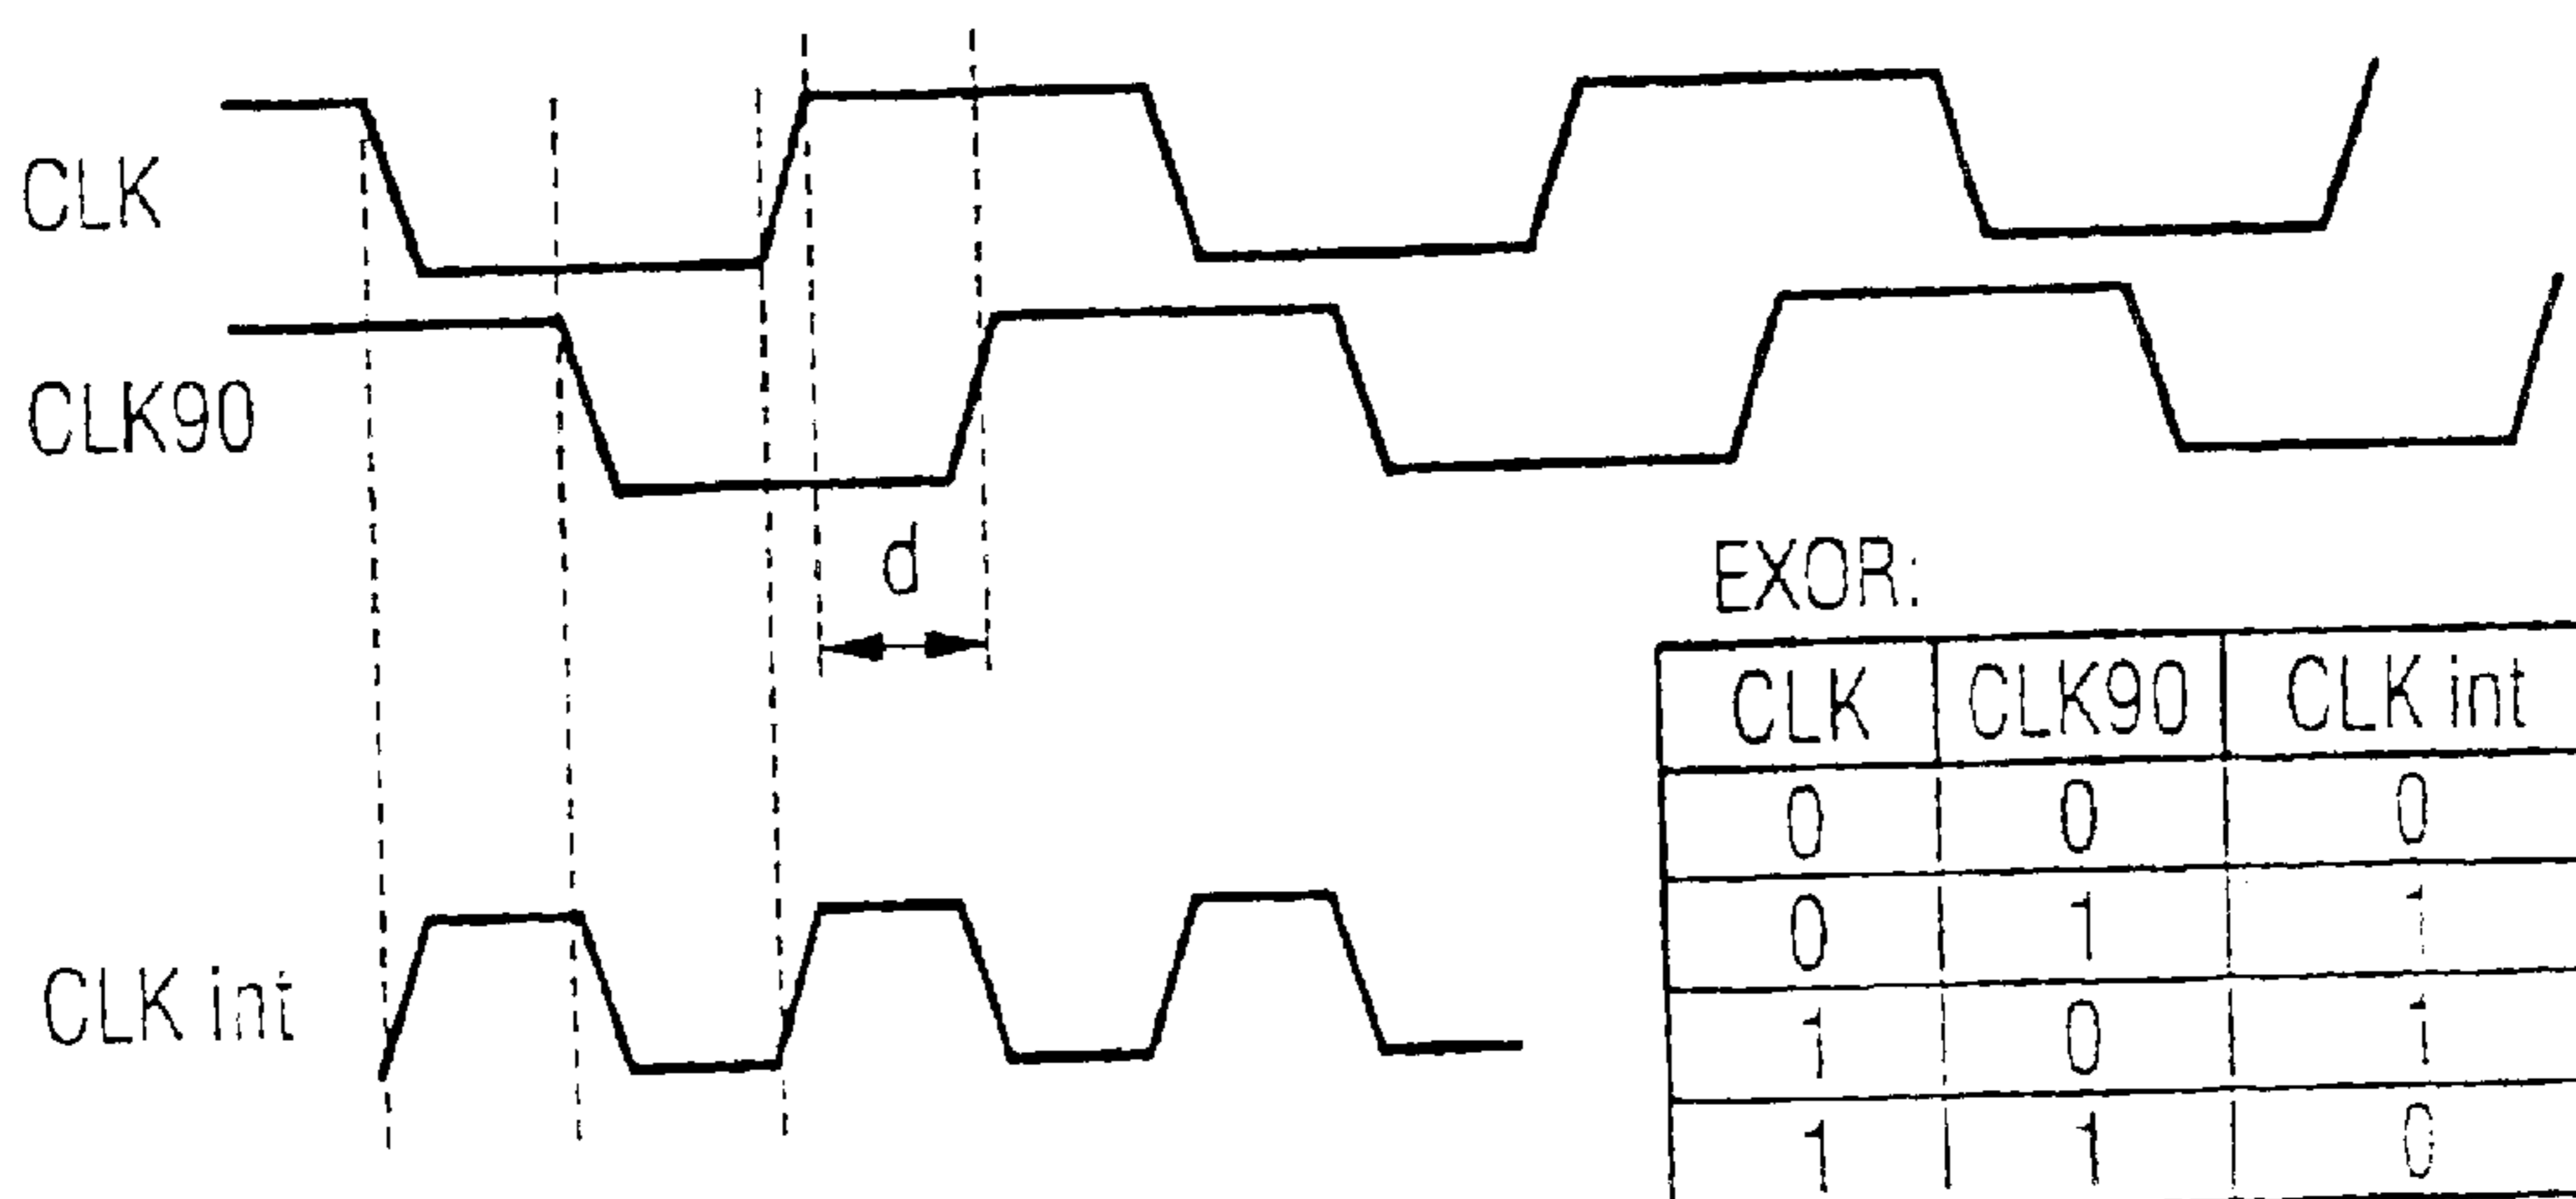 CLK
CLK90
d
CLK int
EXOR:
CLK CLK90 CLK int
0 0 0
0 1 1
1 0 1
1 1 0